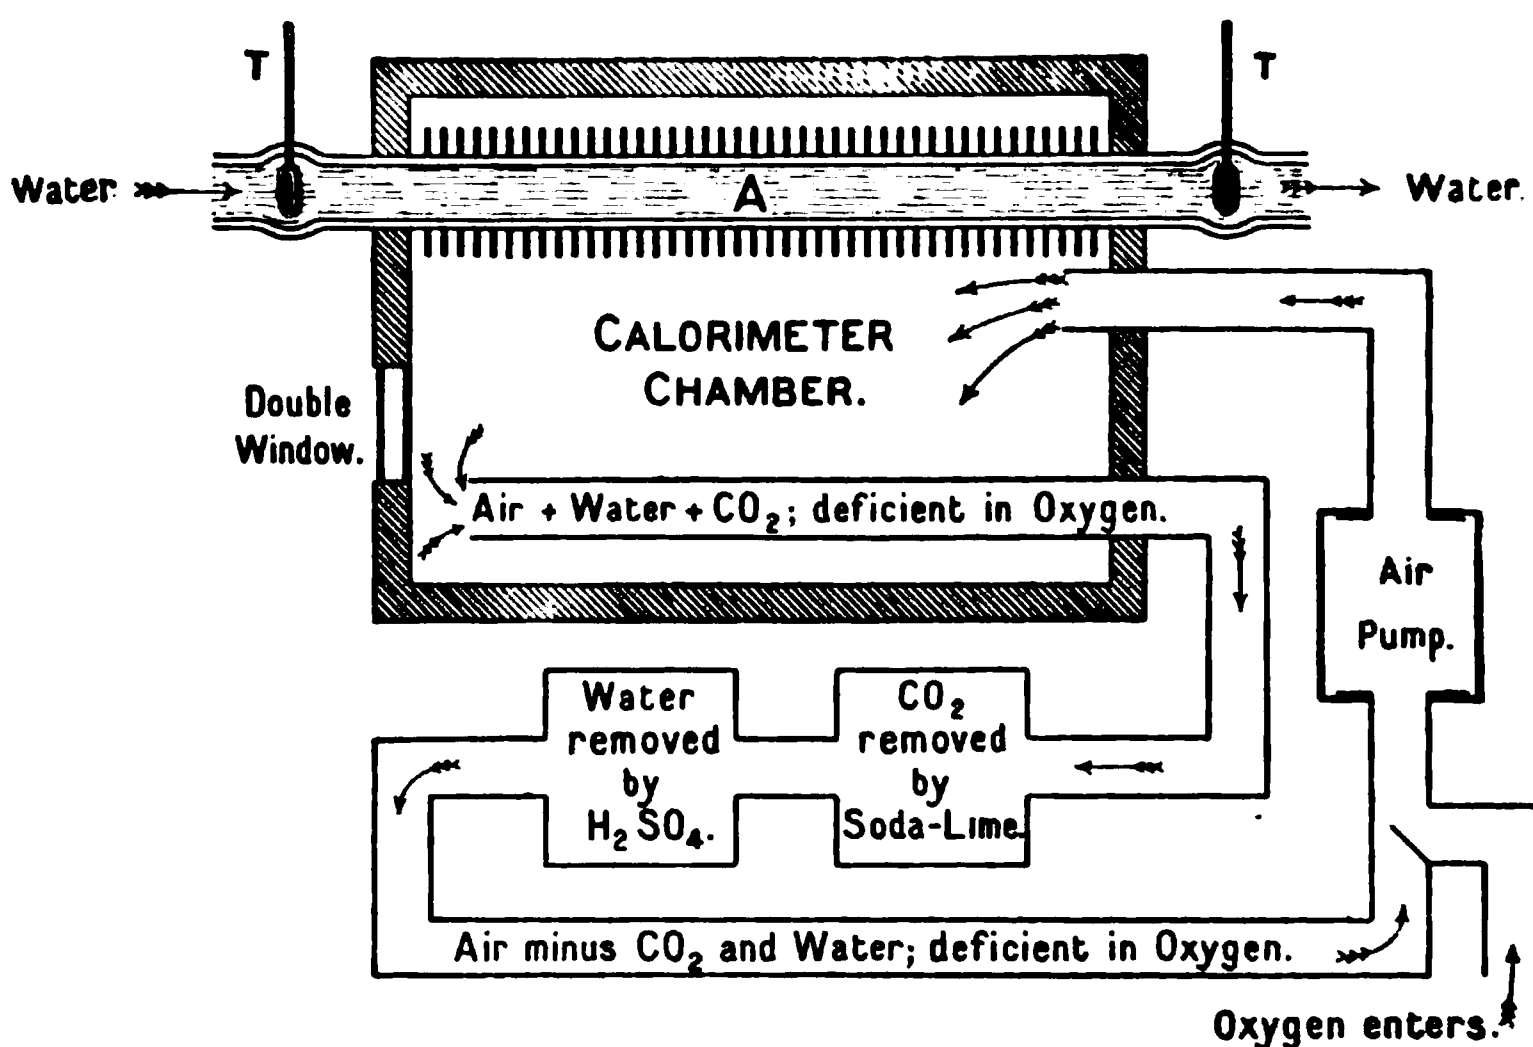 T
T
Water
A
Water.
CALORIMETER
CHAMBER.
Double
Window.
Air + Water + CO₂; deficient in Oxygen.
Air
Pump.
Water
removed
by
H₂SO₄.
CO₂
removed
by
Soda-Lime.
Air minus CO₂ and Water; deficient in Oxygen.
Oxygen enters.